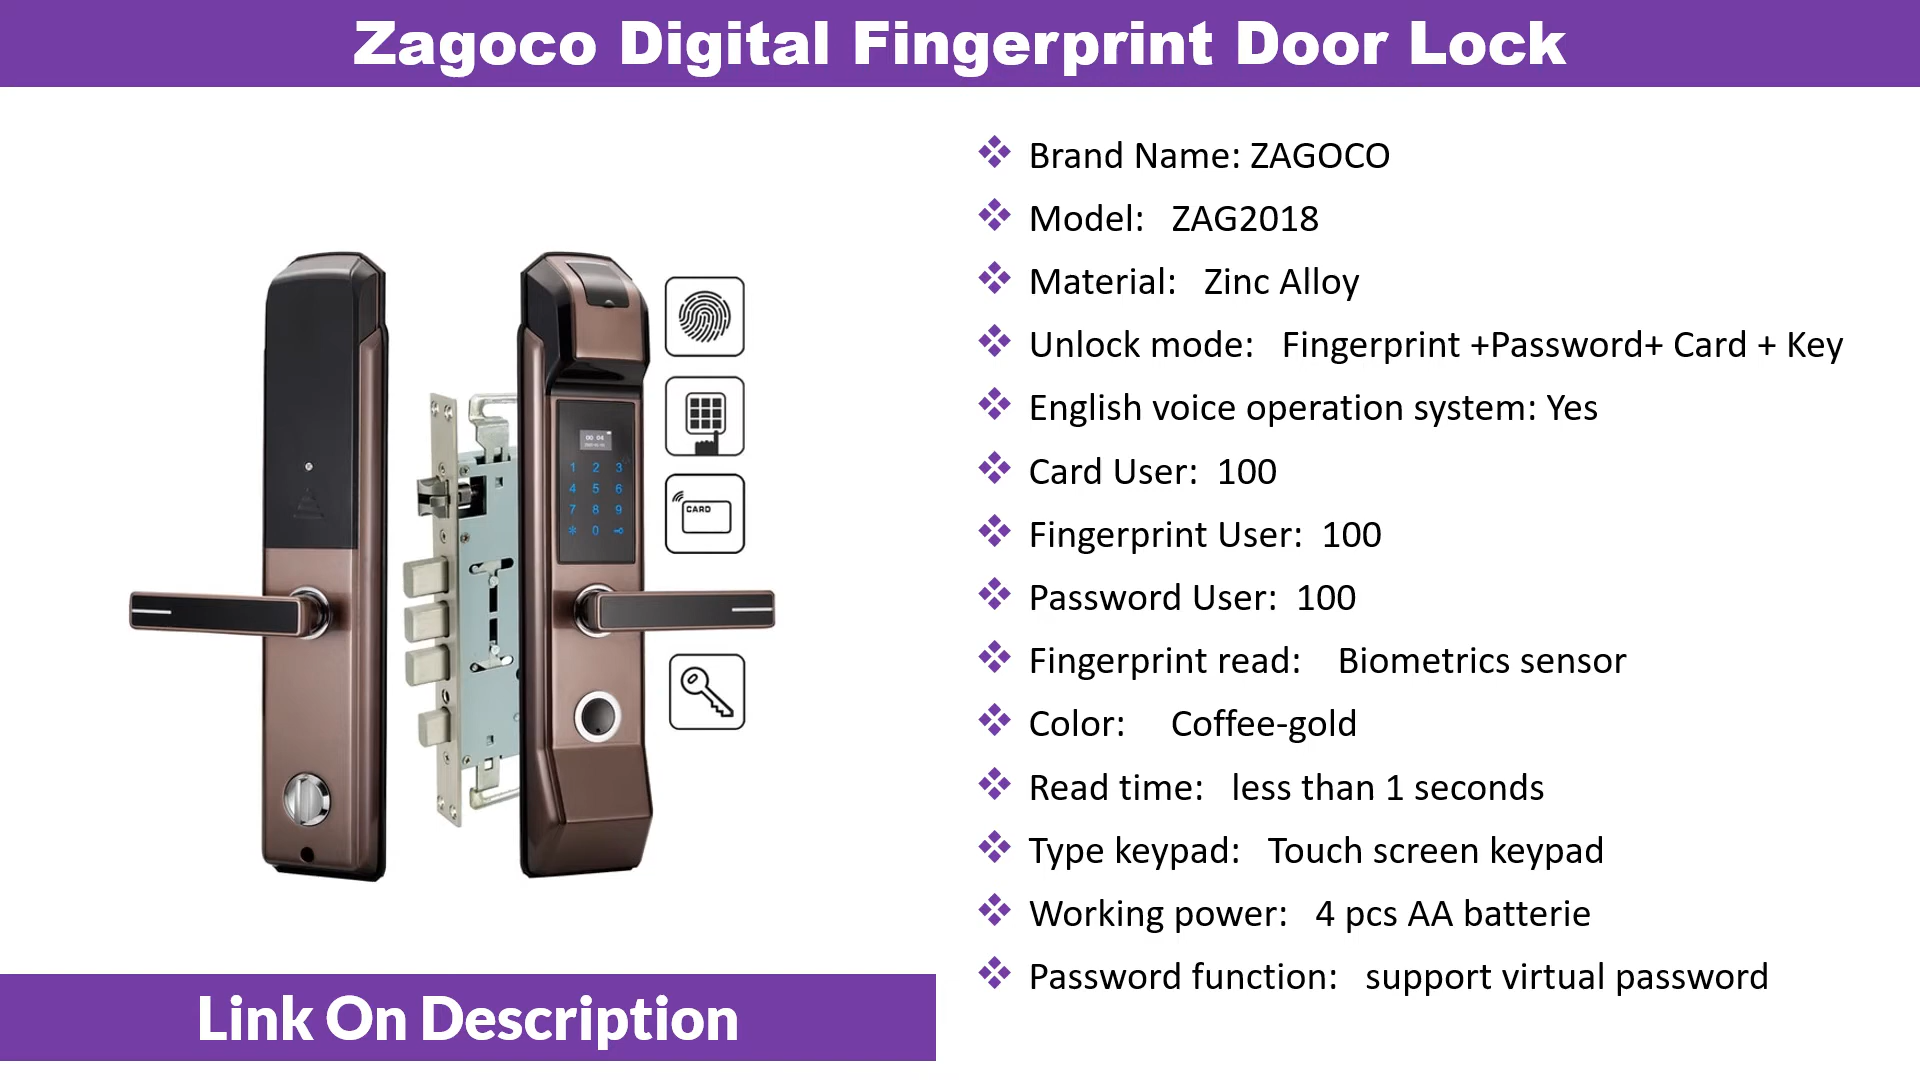 Zagoco Digital Fingerprint Door Lock
Brand Name: ZAGOCO
Model: ZAG2018
Material: Zinc Alloy
Unlock mode: Fingerprint +Password+ Card + Key
English voice operation system: Yes
Card User: 100
Fingerprint User: 100
Password User: 100
Fingerprint read: Biometrics sensor
Color: Coffee-gold
Read time: less than 1 seconds
Type keypad: Touch screen keypad
Working power: 4 pcs AA batterie
Password function: support virtual password
00 04
1 2 3
4 5 6
7 8 9
* 0
CARD
Link On Description